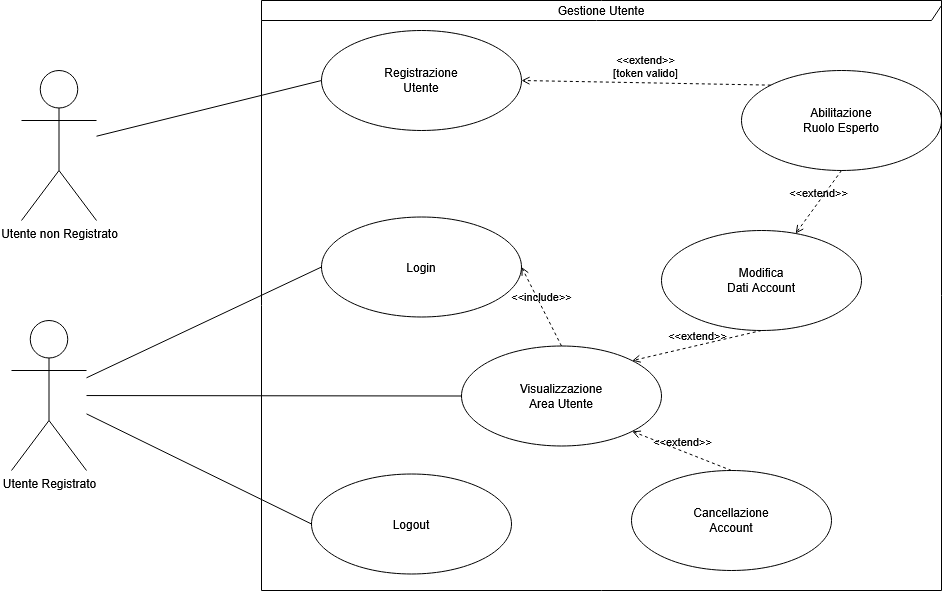 Gestione Utente
Registrazione
Utente
<<extend>>
[token valido]
Abilitazione
Ruolo Esperto
<<extend>>
Utente non Registrato
Login
Modifica
Dati Account
<<include>>
<<extend>>
Visualizzazione
Area Utente
<<extend>>
Utente Registrato
Logout
Cancellazione
Account